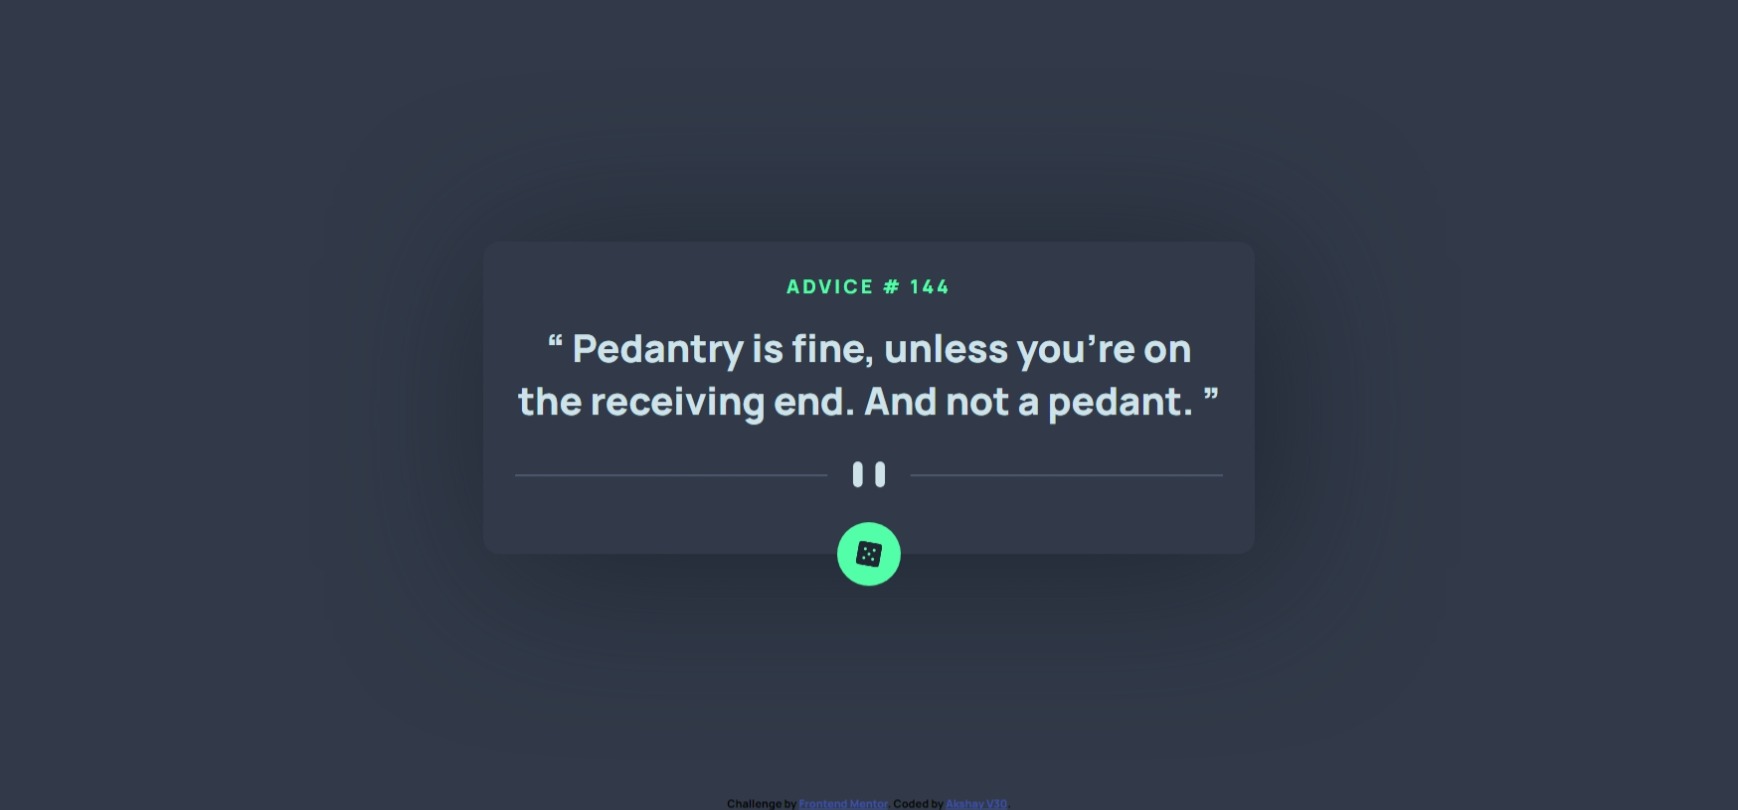 ADVICE # 144
“ Pedantry is fine, unless you’re on
the receiving end. And not a pedant. ”
Challenge by Frontend Mentor. Coded by Akshay V30.